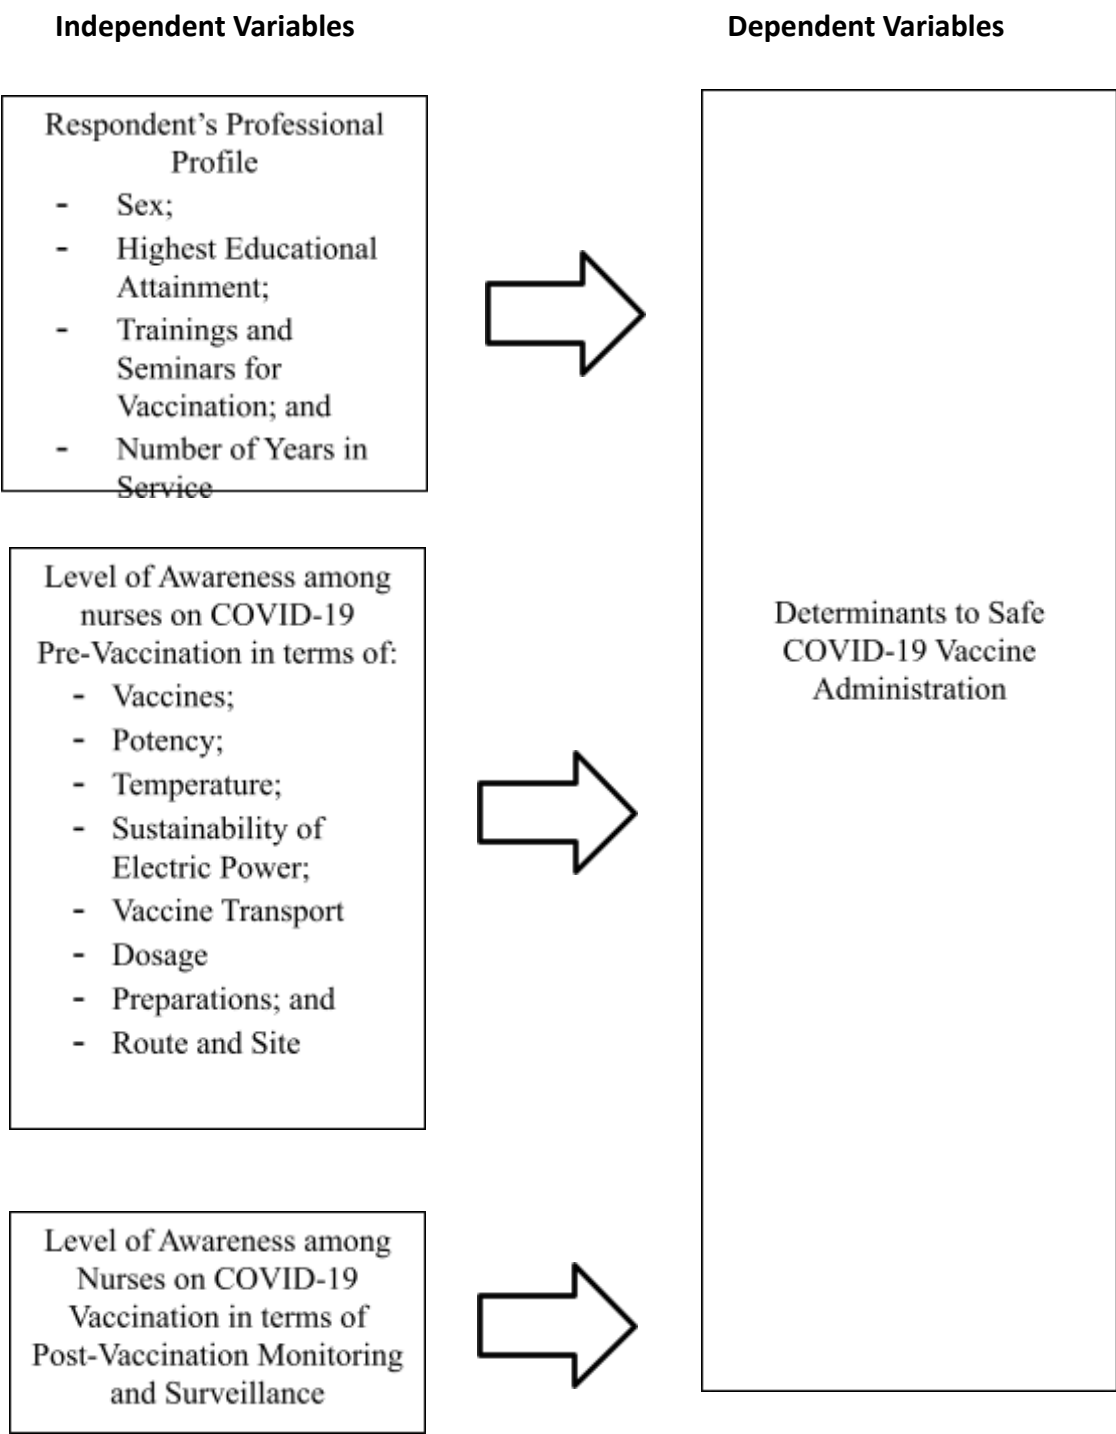 Independent Variables
Dependent Variables
Respondent’s Professional
Profile
- Sex;
- Highest Educational
Attainment;
- Trainings and
Seminars for
Vaccination; and
- Number of Years in
Service
Level of Awareness among
nurses on COVID-19
Pre-Vaccination in terms of:
- Vaccines;
- Potency;
- Temperature;
- Sustainability of
Electric Power;
- Vaccine Transport
- Dosage
- Preparations; and
- Route and Site
Level of Awareness among
Nurses on COVID-19
Vaccination in terms of
Post-Vaccination Monitoring
and Surveillance
Determinants to Safe
COVID-19 Vaccine
Administration